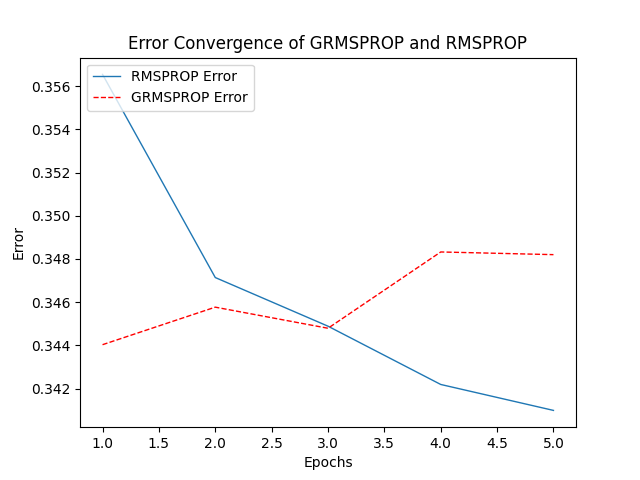 Error Convergence of GRMSPROP and RMSPROP
RMSPROP Error
GRMSPROP Error
0.356
0.354
0.352
0.350
0.348
0.346
0.344
0.342
Error
1.0 1.5 2.0 2.5 3.0 3.5 4.0 4.5 5.0
Epochs